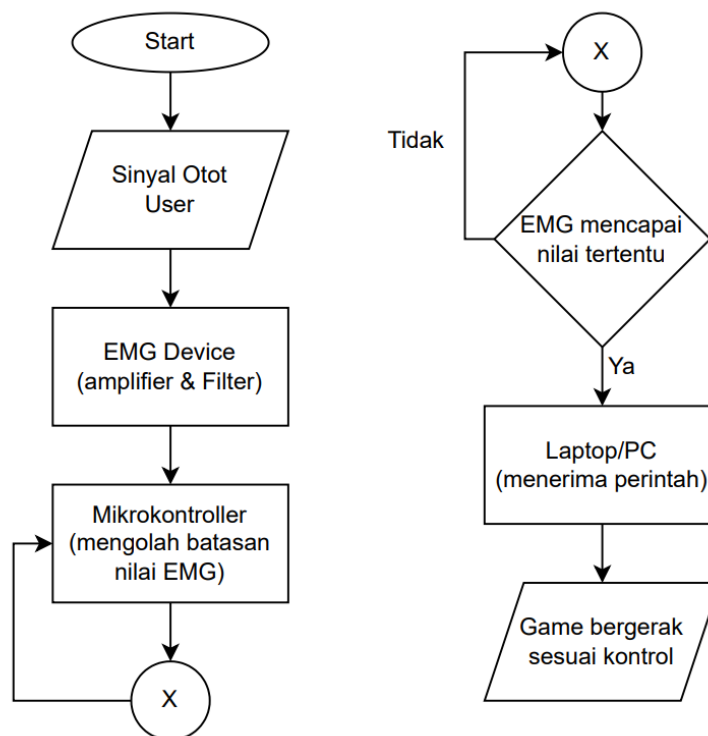 Start
Sinyal Otot
User
EMG Device
(amplifier & Filter)
Mikrokontroller
(mengolah batasan
nilai EMG)
X
X
Tidak
EMG mencapai
nilai tertentu
Ya
Laptop/PC
(menerima perintah)
Game bergerak
sesuai kontrol